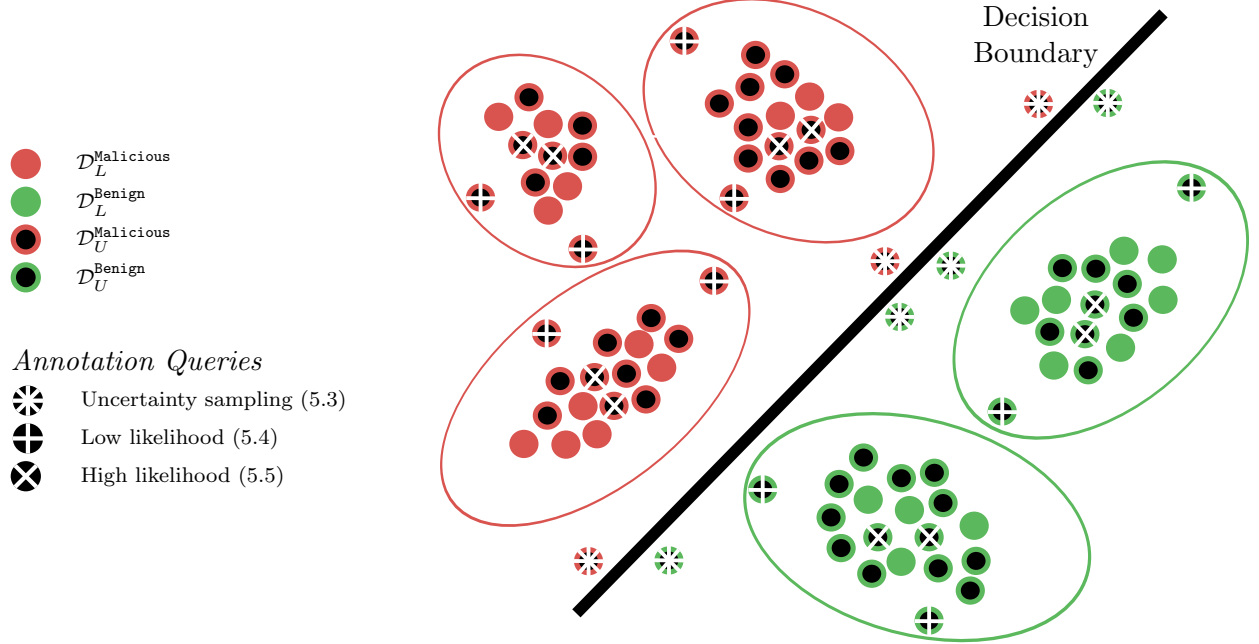 Decision
Boundary
𝒟_L^Malicious
𝒟_L^Benign
𝒟_U^Malicious
𝒟_U^Benign
Annotation Queries
Uncertainty sampling (5.3)
Low likelihood (5.4)
High likelihood (5.5)